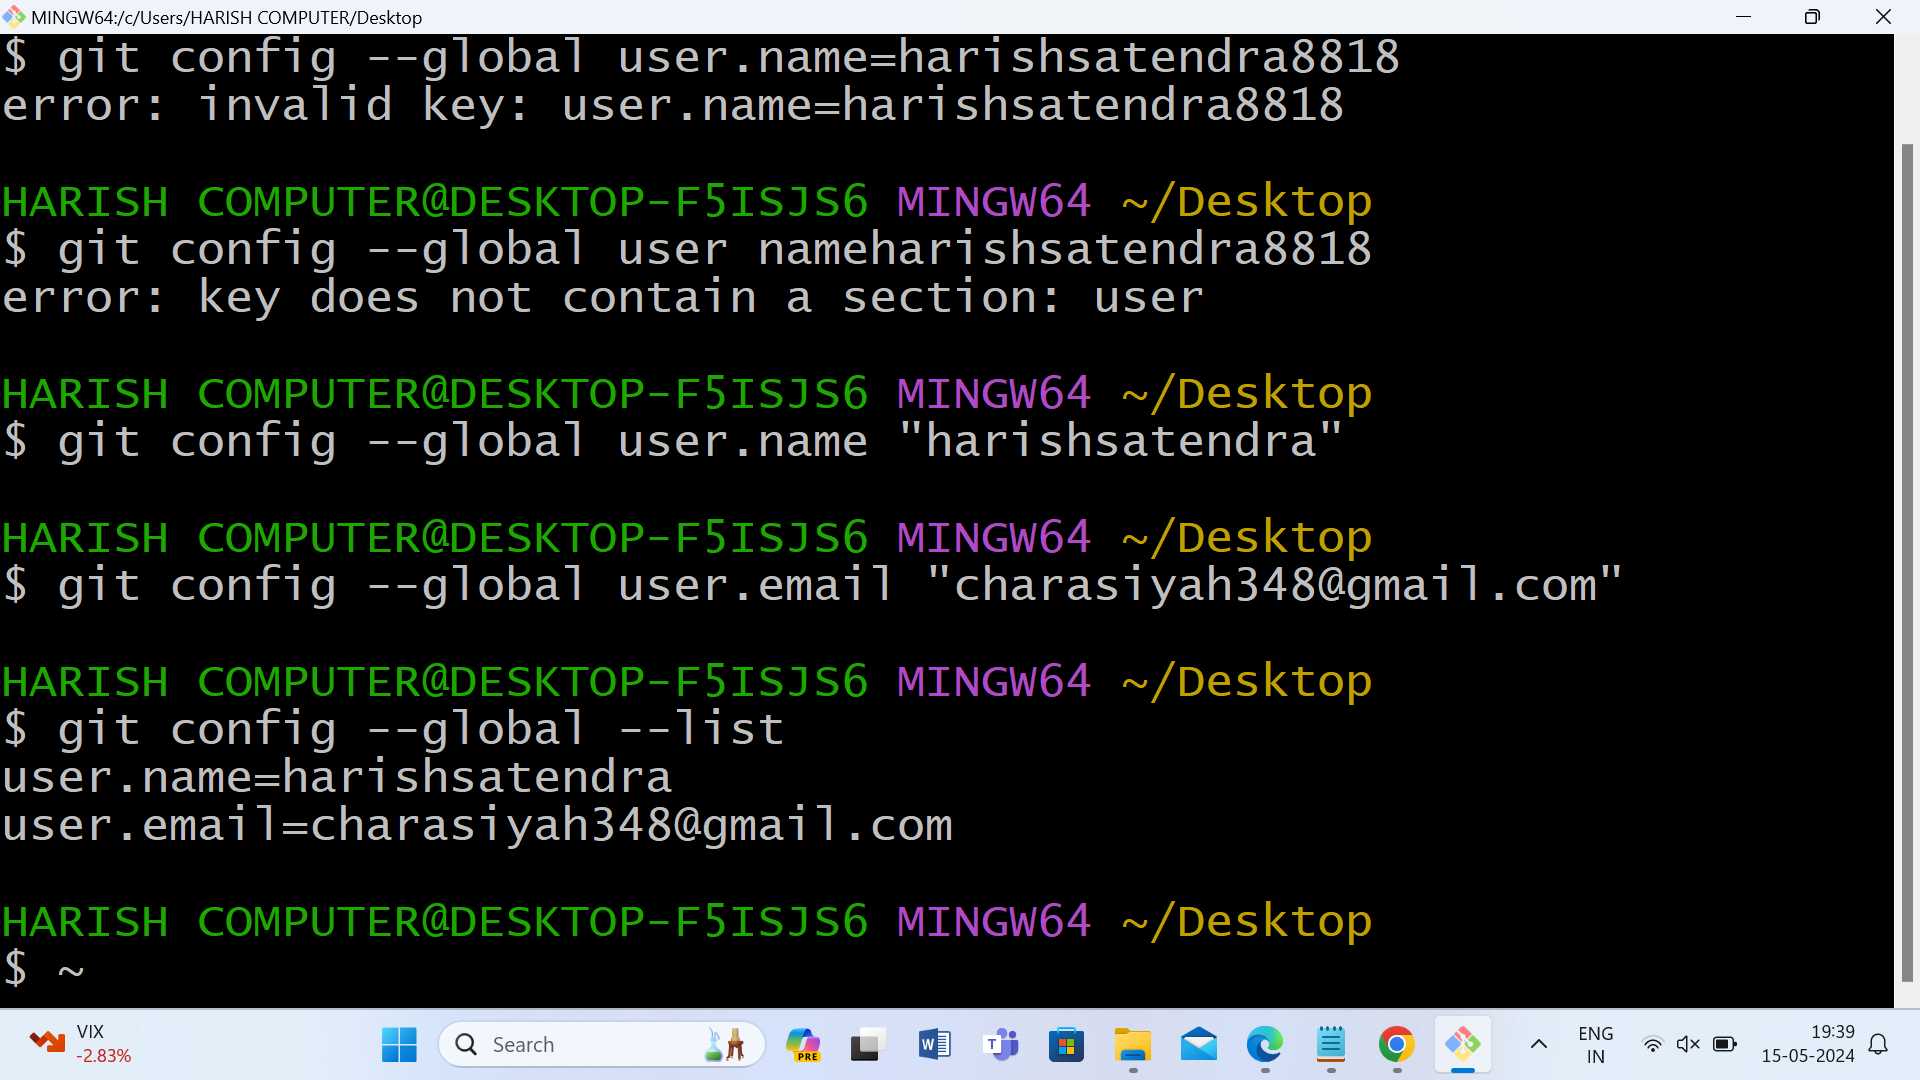 MINGW64:/c/Users/HARISH COMPUTER/Desktop
$ git config --global user.name=harishsatendra8818
error: invalid key: user.name=harishsatendra8818
HARISH COMPUTER@DESKTOP-F5ISJS6 MINGW64 ~/Desktop
$ git config --global user nameharishsatendra8818
error: key does not contain a section: user
HARISH COMPUTER@DESKTOP-F5ISJS6 MINGW64 ~/Desktop
$ git config --global user.name "harishsatendra"
HARISH COMPUTER@DESKTOP-F5ISJS6 MINGW64 ~/Desktop
$ git config --global user.email "charasiyah348@gmail.com"
HARISH COMPUTER@DESKTOP-F5ISJS6 MINGW64 ~/Desktop
$ git config --global --list
user.name=harishsatendra
user.email=charasiyah348@gmail.com
HARISH COMPUTER@DESKTOP-F5ISJS6 MINGW64 ~/Desktop
$ ~
VIX
-2.83%
Search
PRE
W
T
ENG
IN
19:39
15-05-2024